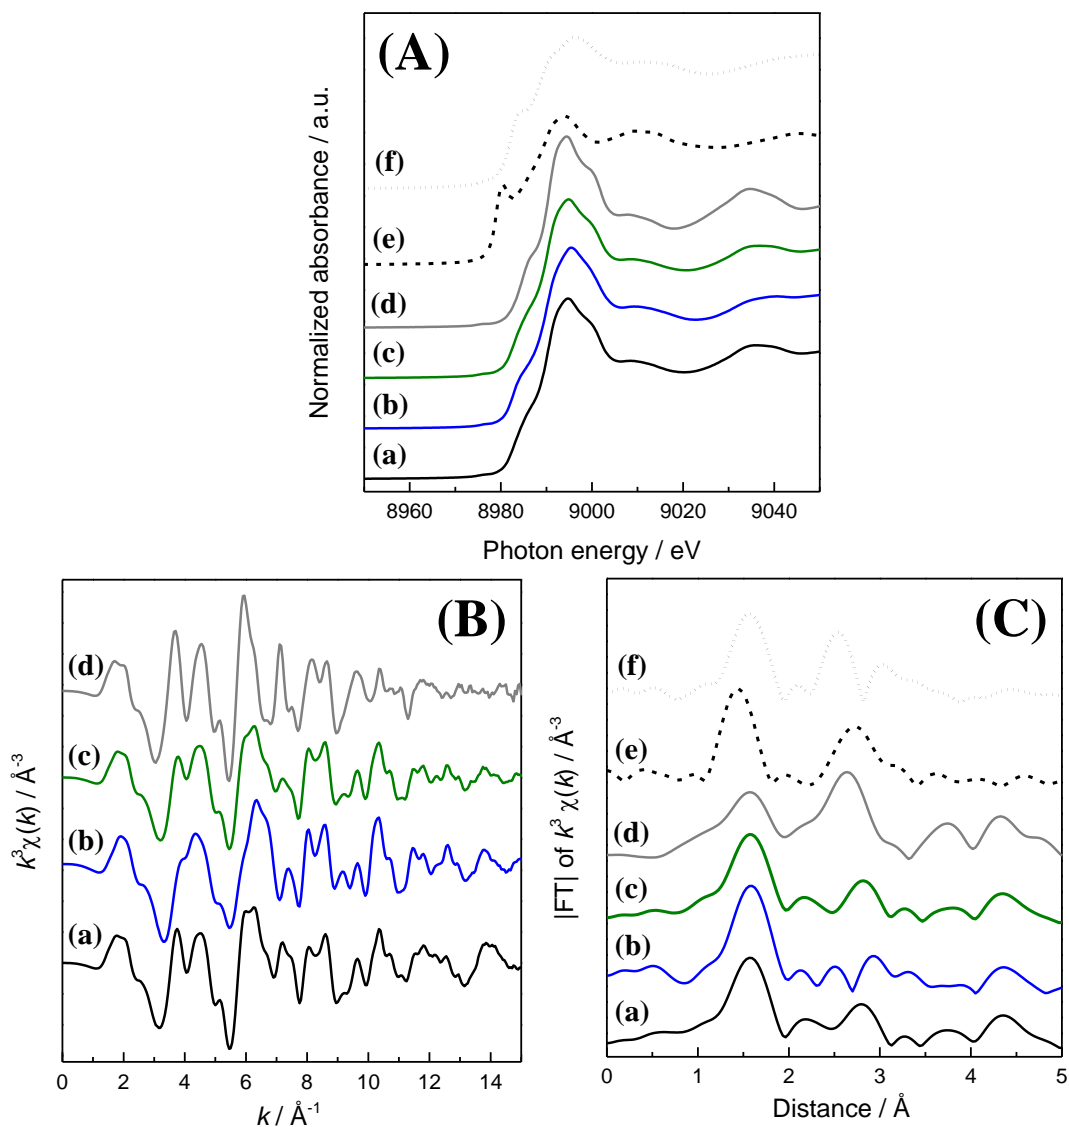 (A)
Normalized absorbance / a.u.
(f)
(e)
(d)
(c)
(b)
(a)
8960 8980 9000 9020 9040
Photon energy / eV
(B)
k³χ(k) / Å⁻³
(d)
(c)
(b)
(a)
0 2 4 6 8 10 12 14
k / Å⁻¹
(C)
|FT| of k³ χ(k) / Å⁻³
(f)
(e)
(d)
(c)
(b)
(a)
0 1 2 3 4 5
Distance / Å